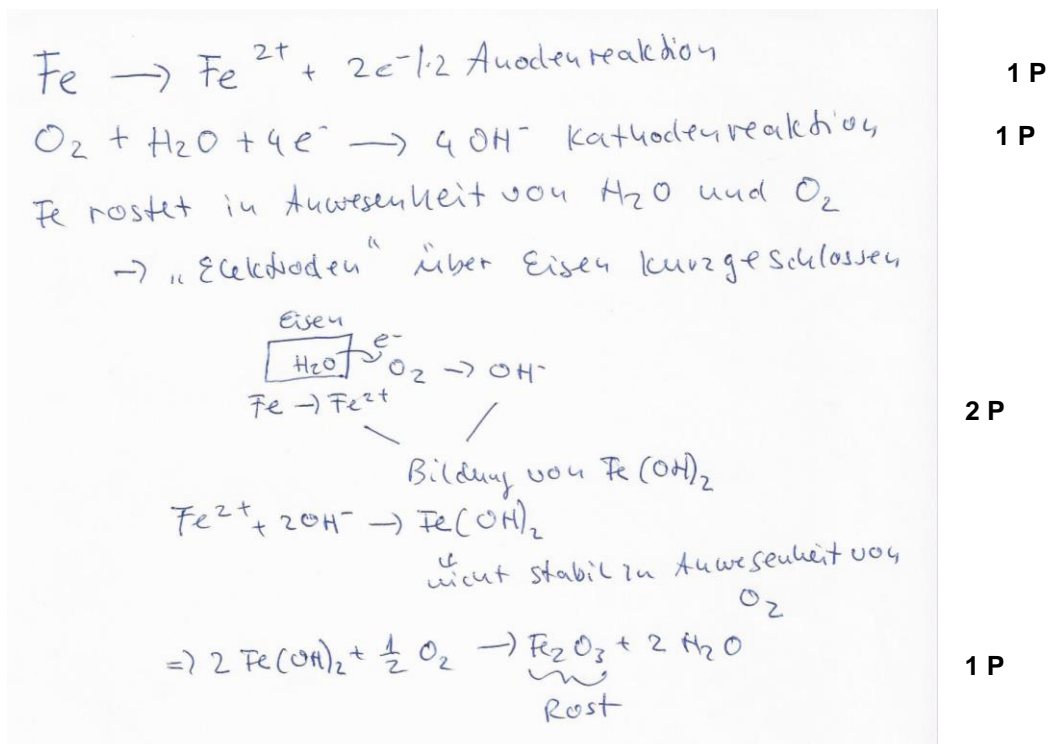 Fe → Fe²⁺ + 2e⁻ |·2 Anodenreaktion 1 P
O₂ + H₂O + 4e⁻ → 4 OH⁻ Kathodenreaktion 1 P
Fe rostet in Anwesenheit von H₂O und O₂
→ „Elektroden“ über Eisen kurzgeschlossen
Eisen
H₂O e⁻ O₂ → OH⁻
Fe → Fe²⁺
2 P
Bildung von Fe(OH)₂
Fe²⁺ + 2OH⁻ → Fe(OH)₂
nicht stabil in Anwesenheit von
O₂
⇒ 2 Fe(OH)₂ + ½ O₂ → Fe₂O₃ + 2 H₂O 1 P
Rost